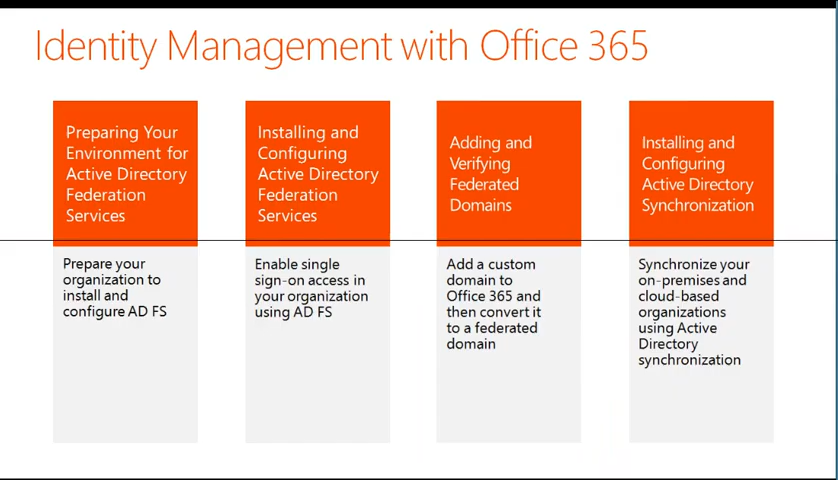 Identity Management with Office 365
Preparing Your
Environment for
Active Directory
Federation
Services
Prepare your
organization to
install and
configure AD FS
Installing and
Configuring
Active Directory
Federation
Services
Enable single
sign-on access in
your organization
using AD FS
Adding and
Verifying
Federated
Domains
Add a custom
domain to
Office 365 and
then convert it
to a federated
domain
Installing and
Configuring
Active Directory
Synchronization
Synchronize your
on-premises and
cloud-based
organizations
using Active
Directory
synchronization